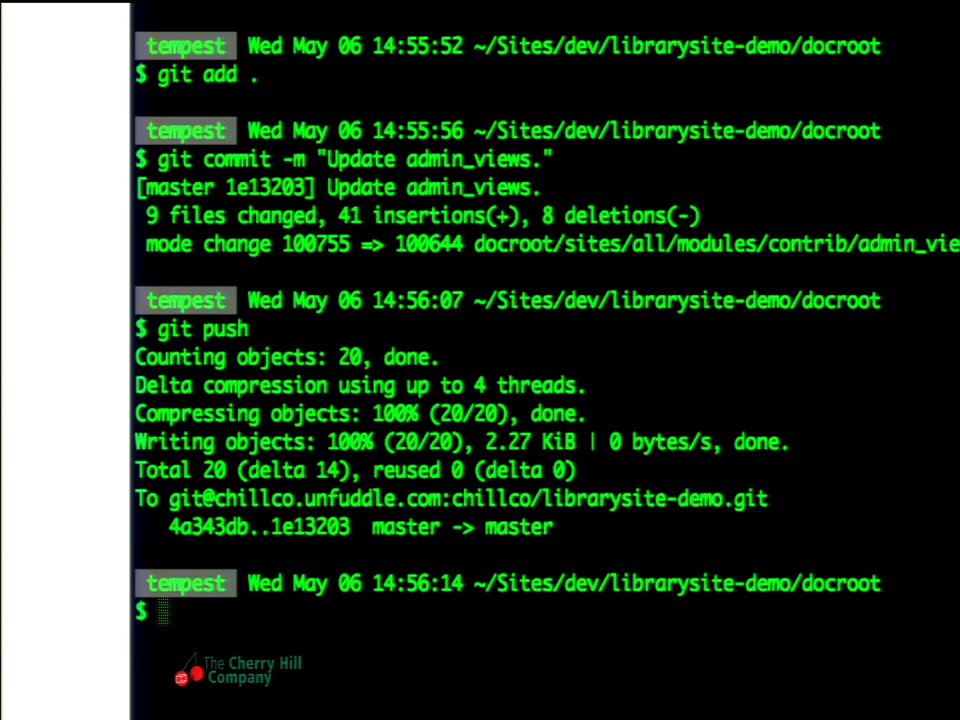 tempest Wed May 06 14:55:52 ~/Sites/dev/librarysite-demo/docroot
$ git add .
tempest Wed May 06 14:55:56 ~/Sites/dev/librarysite-demo/docroot
$ git commit -m "Update admin_views."
[master 1e13203] Update admin_views.
9 files changed, 41 insertions(+), 8 deletions(-)
mode change 100755 => 100644 docroot/sites/all/modules/contrib/admin_vie
tempest Wed May 06 14:56:07 ~/Sites/dev/librarysite-demo/docroot
$ git push
Counting objects: 20, done.
Delta compression using up to 4 threads.
Compressing objects: 100% (20/20), done.
Writing objects: 100% (20/20), 2.27 KiB | 0 bytes/s, done.
Total 20 (delta 14), reused 0 (delta 0)
To git@chillco.unfuddle.com:chillco/librarysite-demo.git
4a343db..1e13203 master -> master
tempest Wed May 06 14:56:14 ~/Sites/dev/librarysite-demo/docroot
$
The Cherry Hill
Company